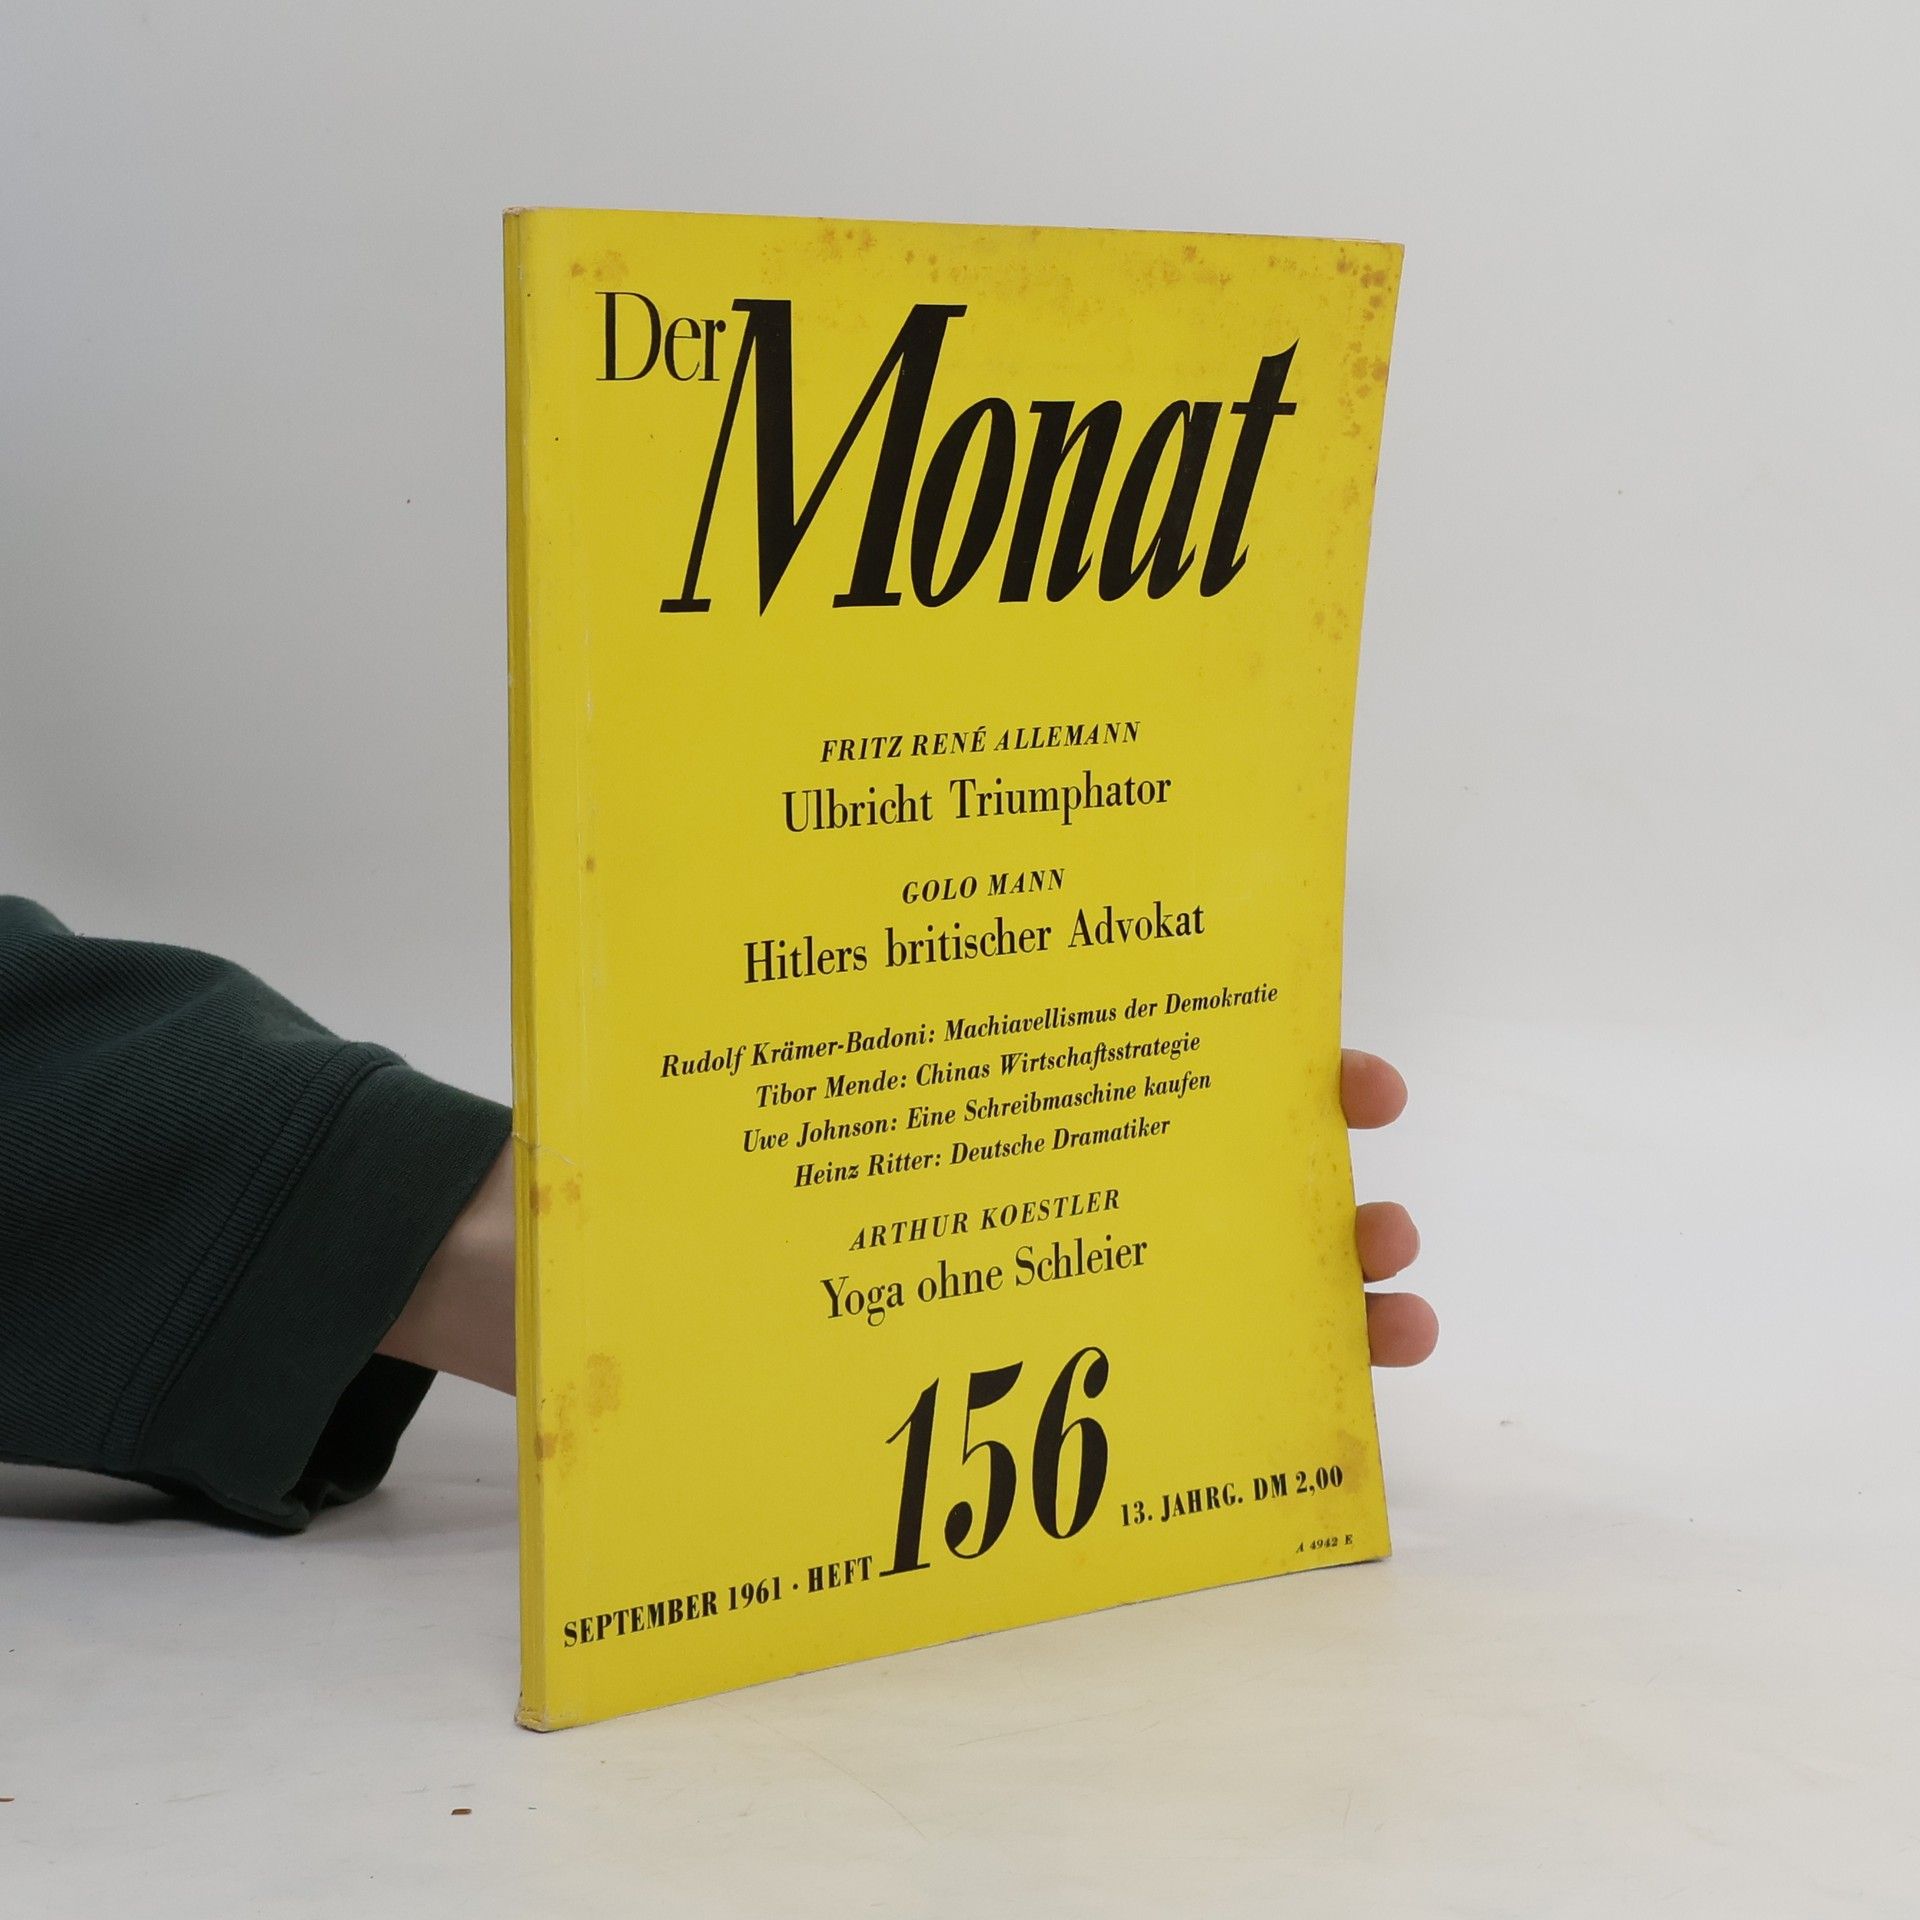 Der Monat
FRITZ RENÉ ALLEMANN
Ulbricht Triumphator
GOLO MANN
Hitlers britischer Advokat
Rudolf Krämer-Badoni: Machiavellismus der Demokratie
Tibor Mende: Chinas Wirtschaftsstrategie
Uwe Johnson: Eine Schreibmaschine kaufen
Heinz Ritter: Deutsche Dramatiker
ARTHUR KOESTLER
Yoga ohne Schleier
SEPTEMBER 1961 · HEFT 156 13. JAHRG. DM 2,00
A 4942 E